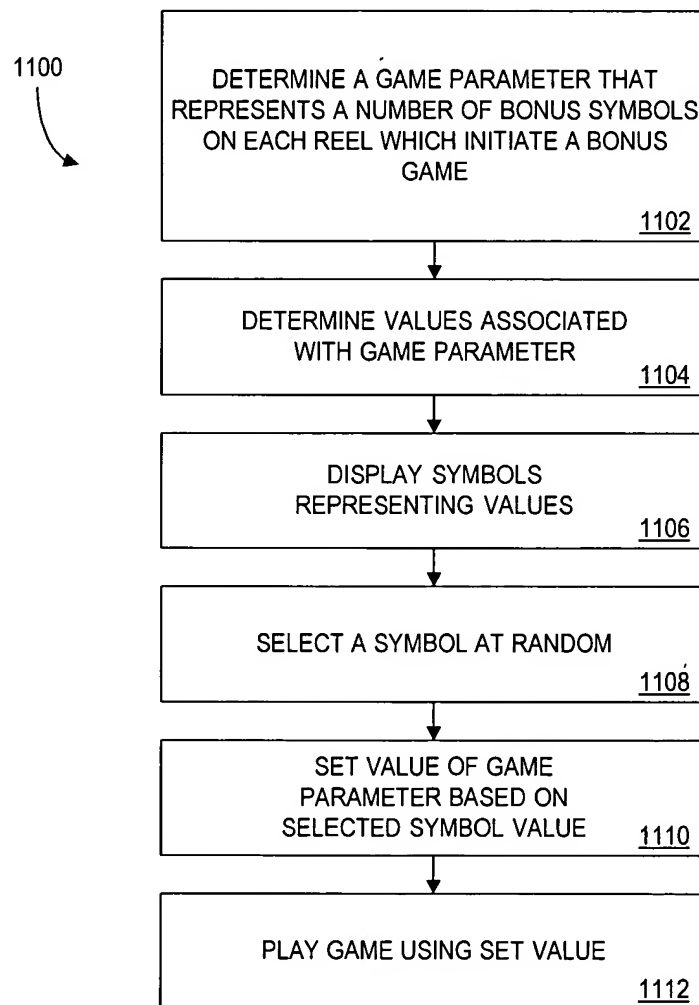 1100
DETERMINE A GAME PARAMETER THAT
REPRESENTS A NUMBER OF BONUS SYMBOLS
ON EACH REEL WHICH INITIATE A BONUS
GAME
1102
DETERMINE VALUES ASSOCIATED
WITH GAME PARAMETER
1104
DISPLAY SYMBOLS
REPRESENTING VALUES
1106
SELECT A SYMBOL AT RANDOM
1108
SET VALUE OF GAME
PARAMETER BASED ON
SELECTED SYMBOL VALUE
1110
PLAY GAME USING SET VALUE
1112